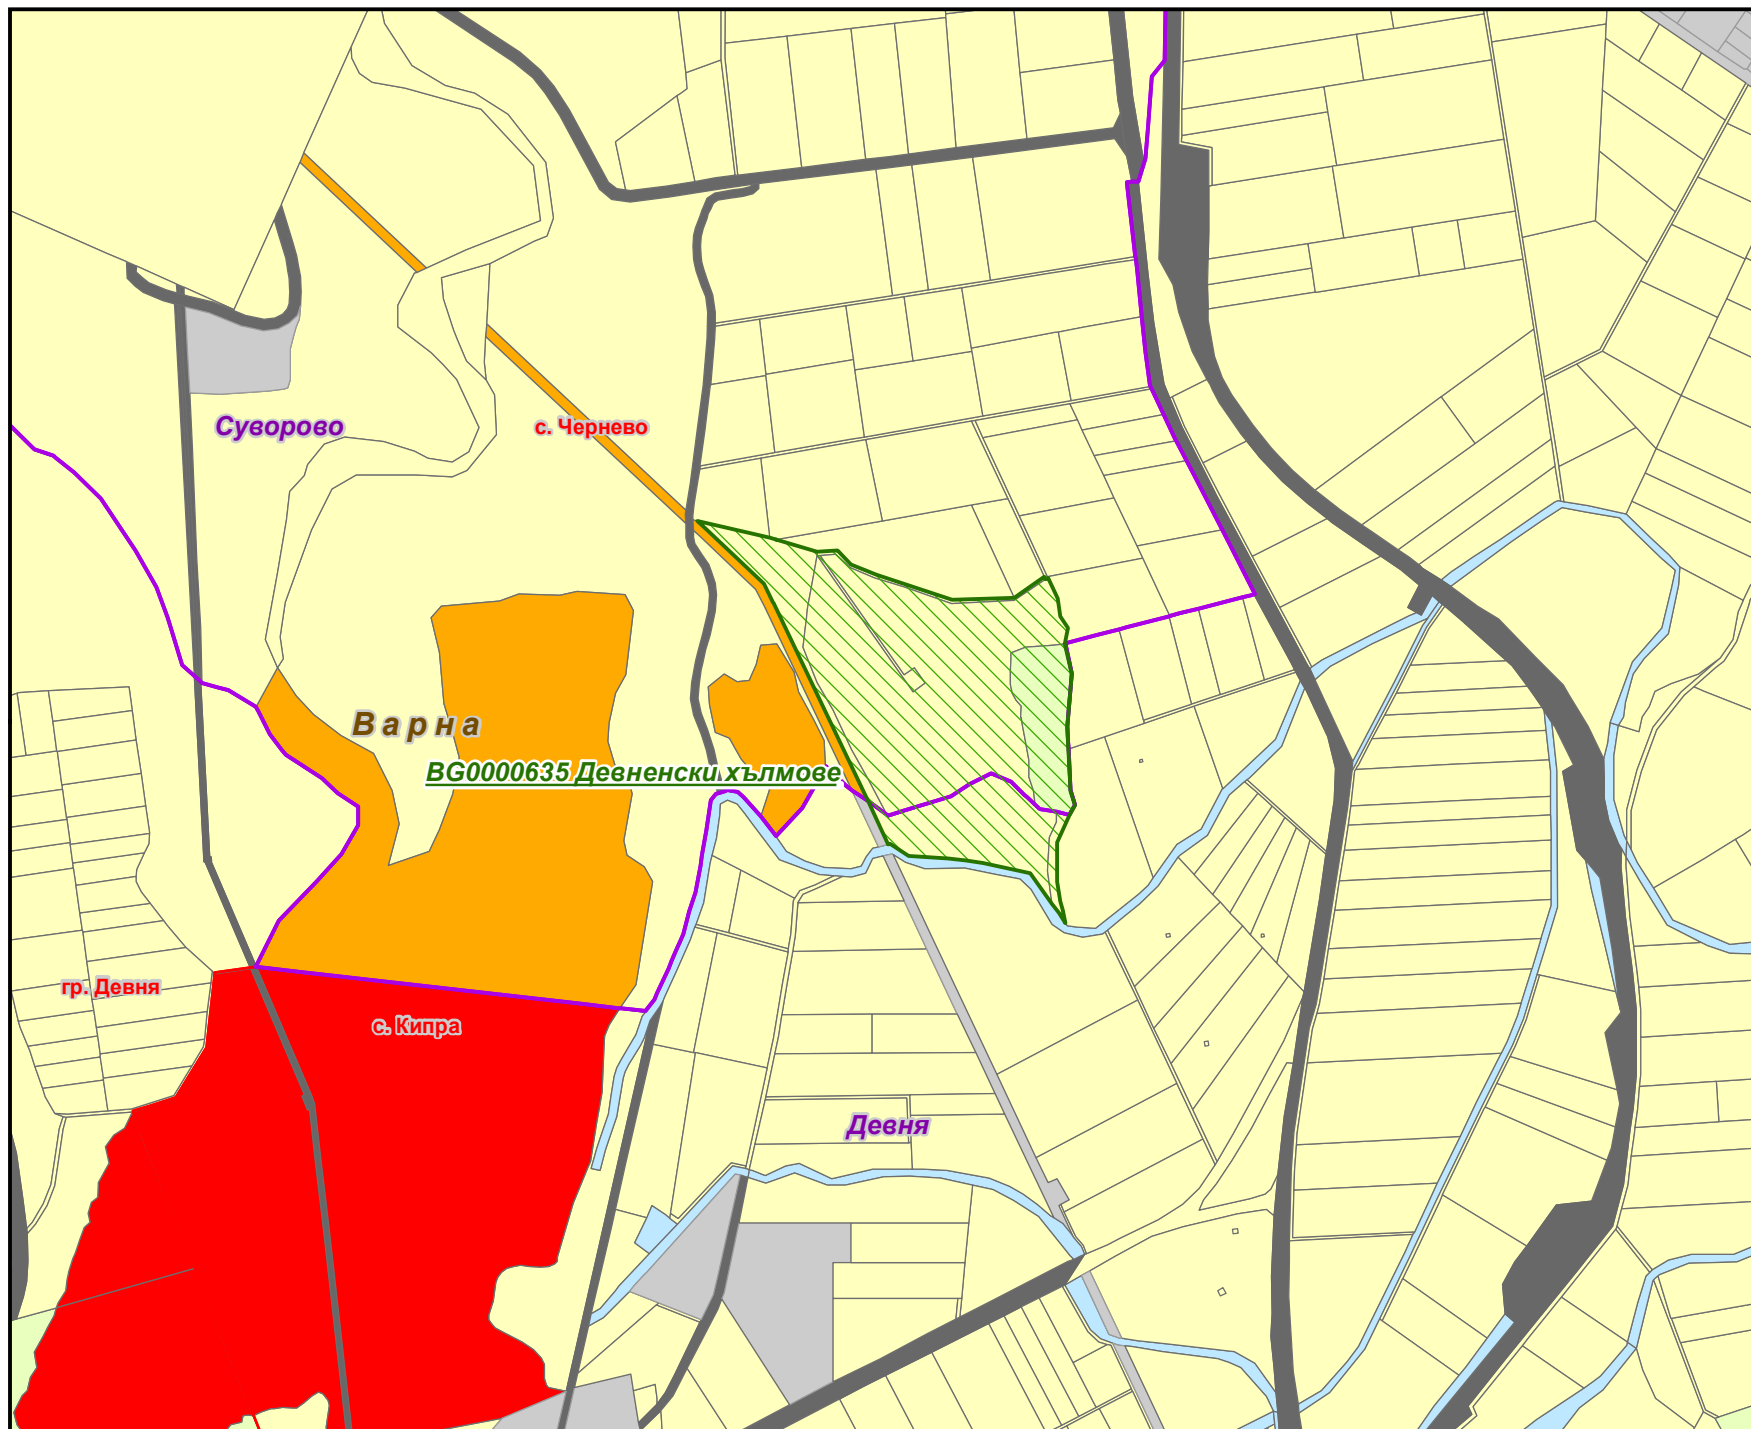 Суворово
с. Чернево
Варна
BG0000635 Девненски хълмове
гр. Девня
с. Кипра
Девня